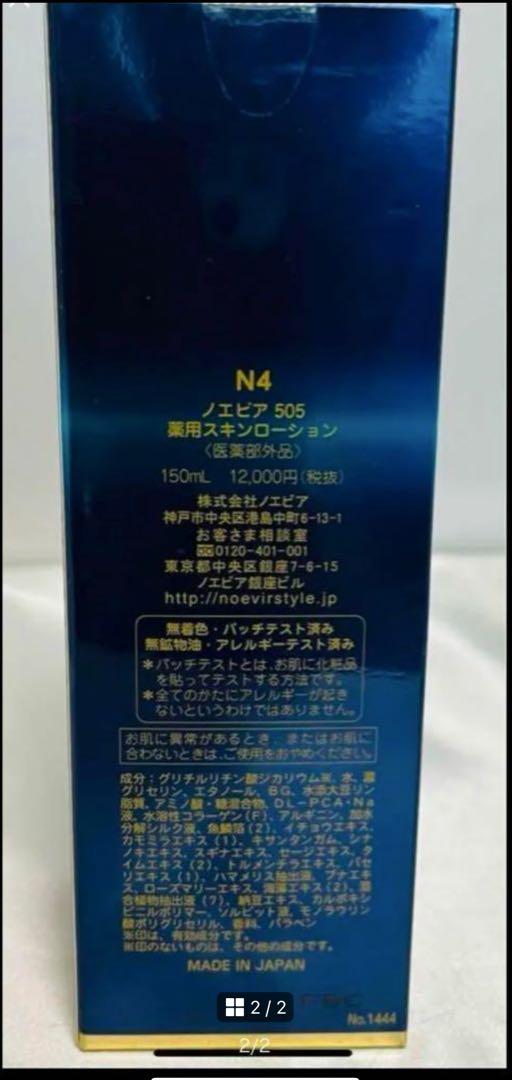 N4
ノエビア 505
薬用スキンローション
〈医薬部外品〉
150mL 12,000円(税抜)
株式会社ノエビア
神戸市中央区港島中町6-13-1
お客さま相談室
0120-401-001
東京都中央区銀座7-6-15
ノエビア銀座ビル
http://noevirstyle.jp
無着色・パッチテスト済み
無鉱物油・アレルギーテスト済み
*パッチテストとは、お肌に化粧品
を貼ってテストする方法です。
*全てのかたにアレルギーが起き
ないというわけではありません。
お肌に異常があるとき、またはお肌に
合わないときは、ご使用をおやめください。
成分:グリチルリチン酸ジカリウム※、水、濃
グリセリン、エタノール、BG、水添大豆リン
脂質、アミノ酸・糖混合物、DL-PCA・Na
液、水溶性コラーゲン(F)、アルギニン、加水
分解シルク液、魚鱗箔(2)、イチョウエキス、
カモミラエキス(1)、キサンタンガム、シナ
ノキエキス、スギナエキス、セージエキス、タ
イムエキス(2)、トルメンチラエキス、パセ
リエキス(1)、ハマメリス抽出液、ブナエキ
ス、ローズマリーエキス、海藻エキス(2)、混
合植物抽出液(7)、納豆エキス、カルボキシ
ビニルポリマー、ソルビット液、モノラウリン
酸ポリグリセリル、香料、パラベン
※印は、有効成分です。
※印のないものは、その他の成分です。
MADE IN JAPAN
2/2
No.1444
2/2